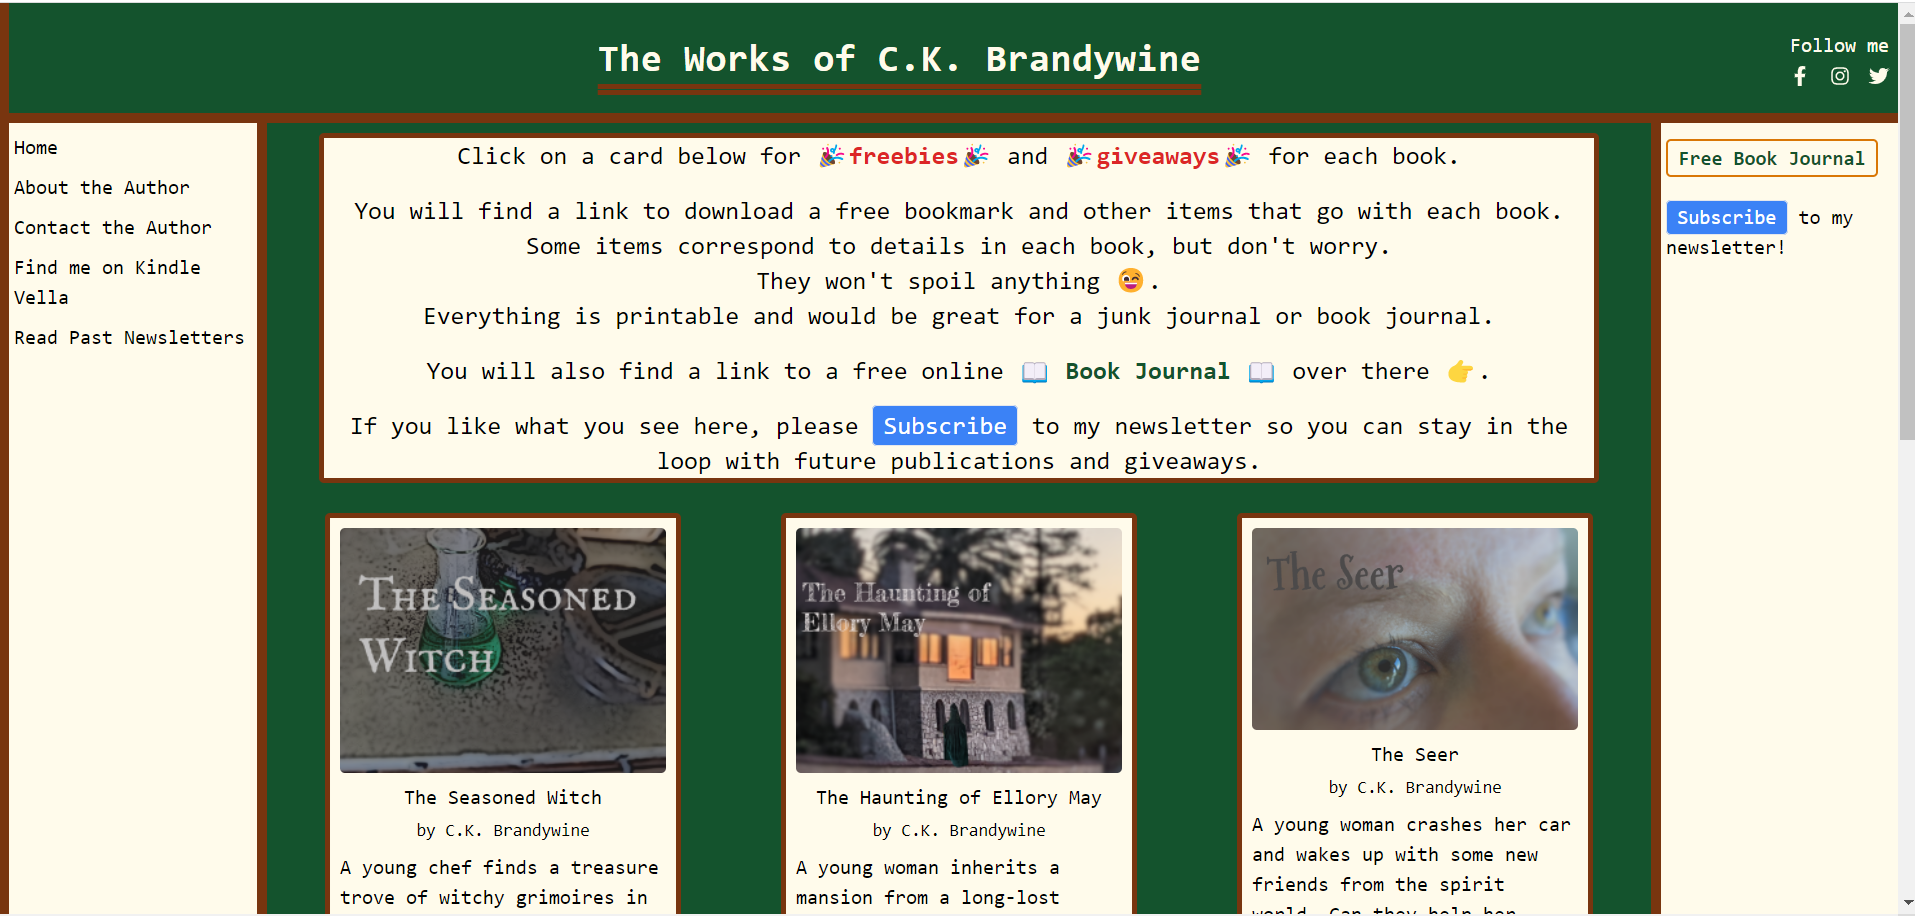 The Works of C.K. Brandywine
Follow me
Home
About the Author
Contact the Author
Find me on Kindle
Vella
Read Past Newsletters
Click on a card below for 🎉freebies🎉 and 🎉giveaways🎉 for each book.
You will find a link to download a free bookmark and other items that go with each book.
Some items correspond to details in each book, but don't worry.
They won't spoil anything 😉.
Everything is printable and would be great for a junk journal or book journal.
You will also find a link to a free online 📖 Book Journal 📖 over there 👉.
If you like what you see here, please Subscribe to my newsletter so you can stay in the
loop with future publications and giveaways.
Free Book Journal
Subscribe to my
newsletter!
The Seasoned
Witch
The Seasoned Witch
by C.K. Brandywine
A young chef finds a treasure
trove of witchy grimoires in
The Haunting of
Ellory May
The Haunting of Ellory May
by C.K. Brandywine
A young woman inherits a
mansion from a long-lost
The Seer
The Seer
by C.K. Brandywine
A young woman crashes her car
and wakes up with some new
friends from the spirit
world. Can they help her